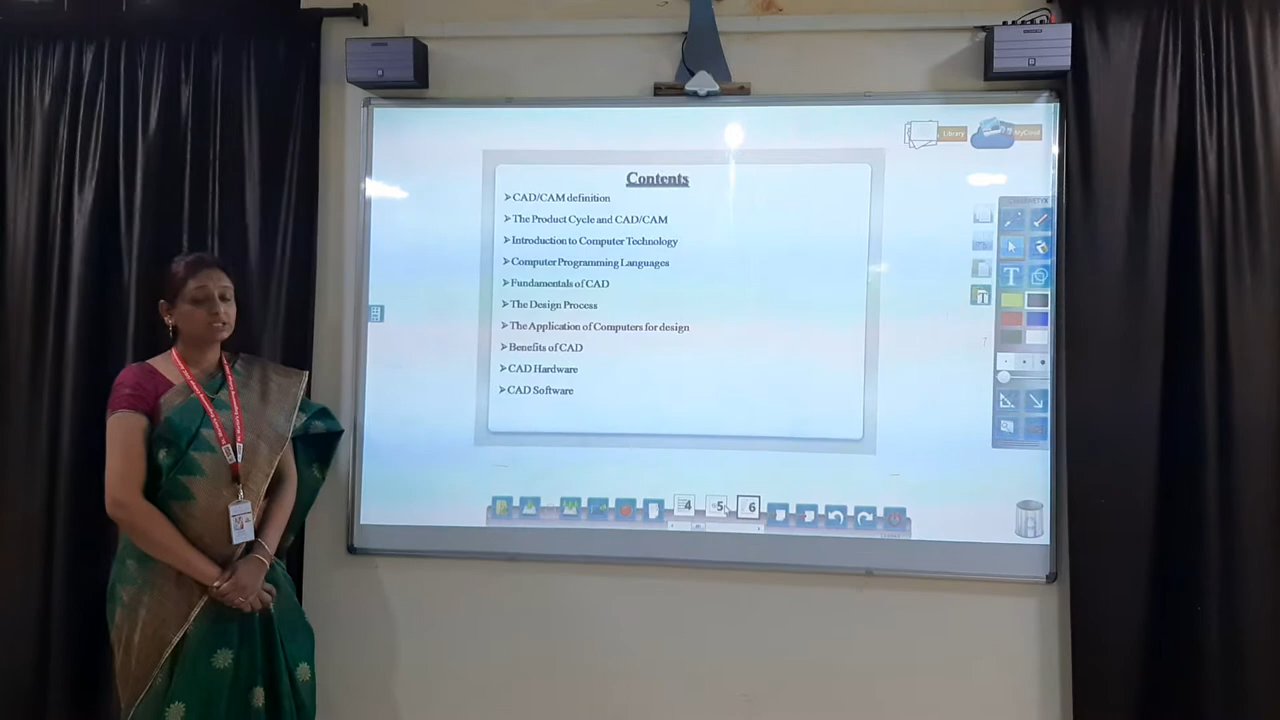 Contents
➢CAD/CAM definition
➢The Product Cycle and CAD/CAM
➢Introduction to Computer Technology
➢Computer Programming Languages
➢Fundamentals of CAD
➢The Design Process
➢The Application of Computers for design
➢Benefits of CAD
➢CAD Hardware
➢CAD Software
Library
MyCloud
T
T
4
5
6